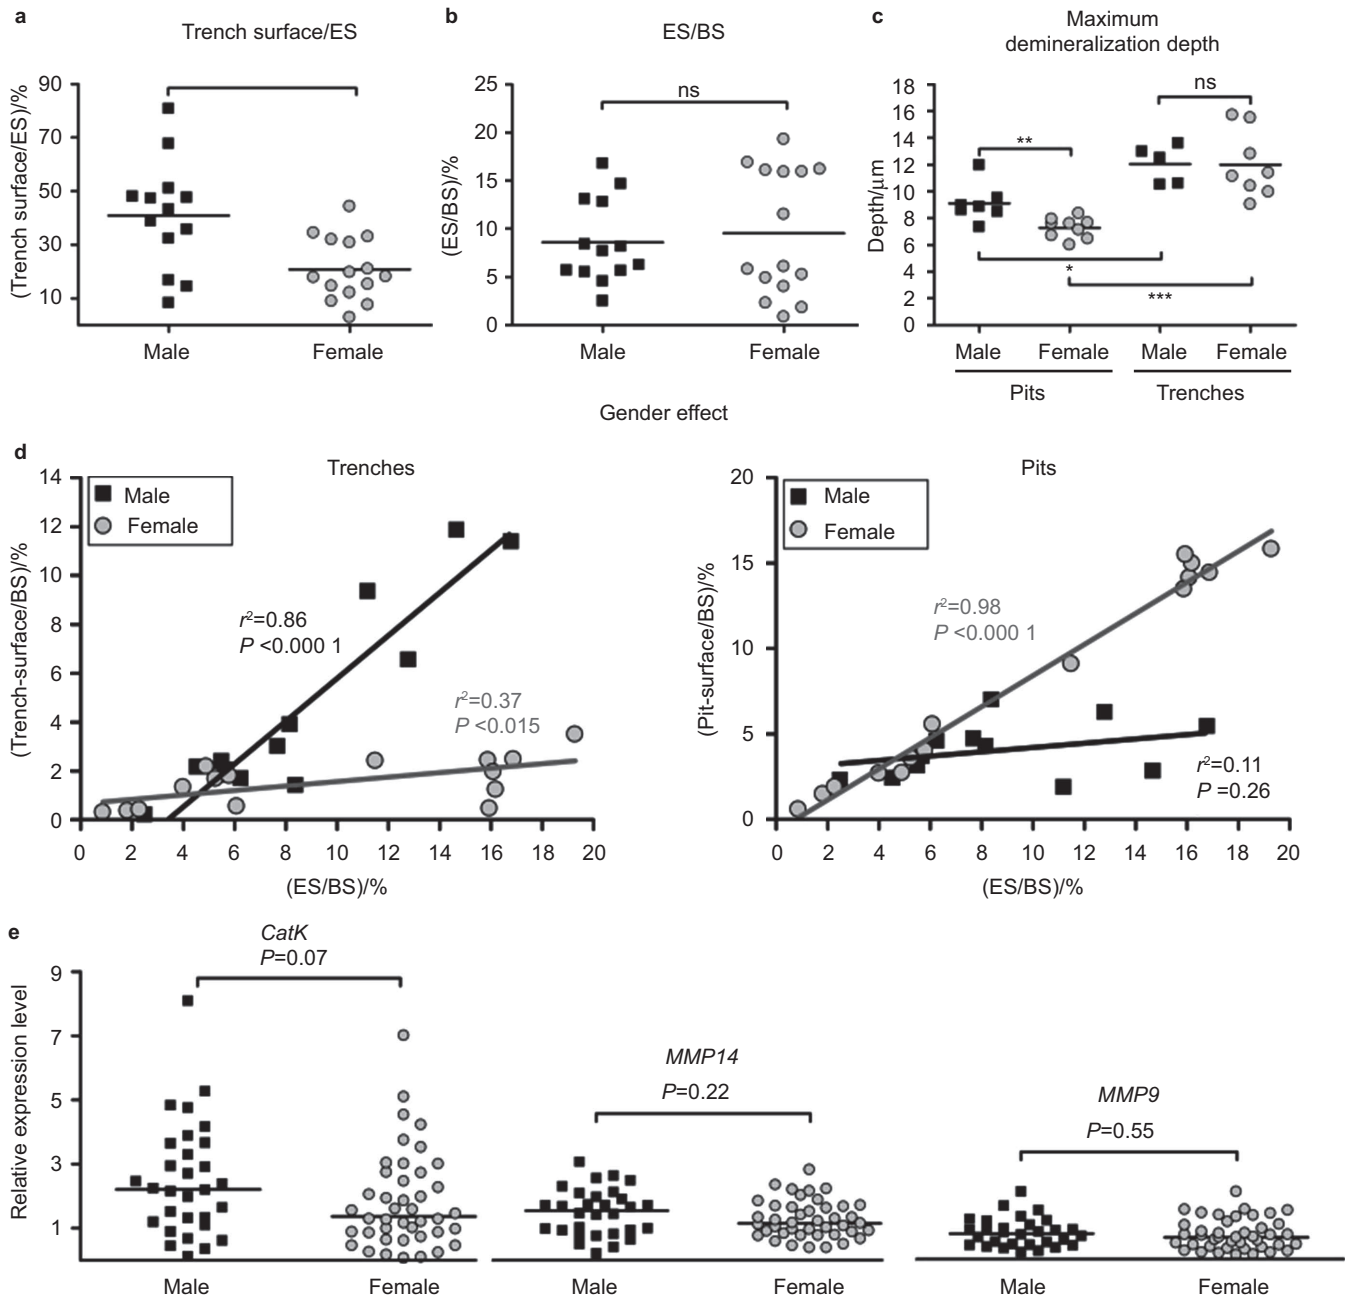 a
Trench surface/ES
(Trench surface/ES)/%
90
70
50
30
10
Male
Female
b
ES/BS
(ES/BS)/%
25
20
15
10
5
0
ns
Male
Female
c
Maximum
demineralization depth
Depth/μm
18
16
14
12
10
8
6
4
2
0
**
ns
*
***
Male
Female
Male
Female
Pits
Trenches
Gender effect
d
Trenches
(Trench-surface/BS)/%
14
12
10
8
6
4
2
0
Male
Female
r²=0.86
P <0.000 1
r²=0.37
P <0.015
0 2 4 6 8 10 12 14 16 18 20
(ES/BS)/%
Pits
(Pit-surface/BS)/%
20
15
10
5
0
Male
Female
r²=0.98
P <0.000 1
r²=0.11
P =0.26
0 2 4 6 8 10 12 14 16 18 20
(ES/BS)/%
e
Relative expression level
9
7
5
3
1
CatK
P=0.07
Male
Female
MMP14
P=0.22
Male
Female
MMP9
P=0.55
Male
Female